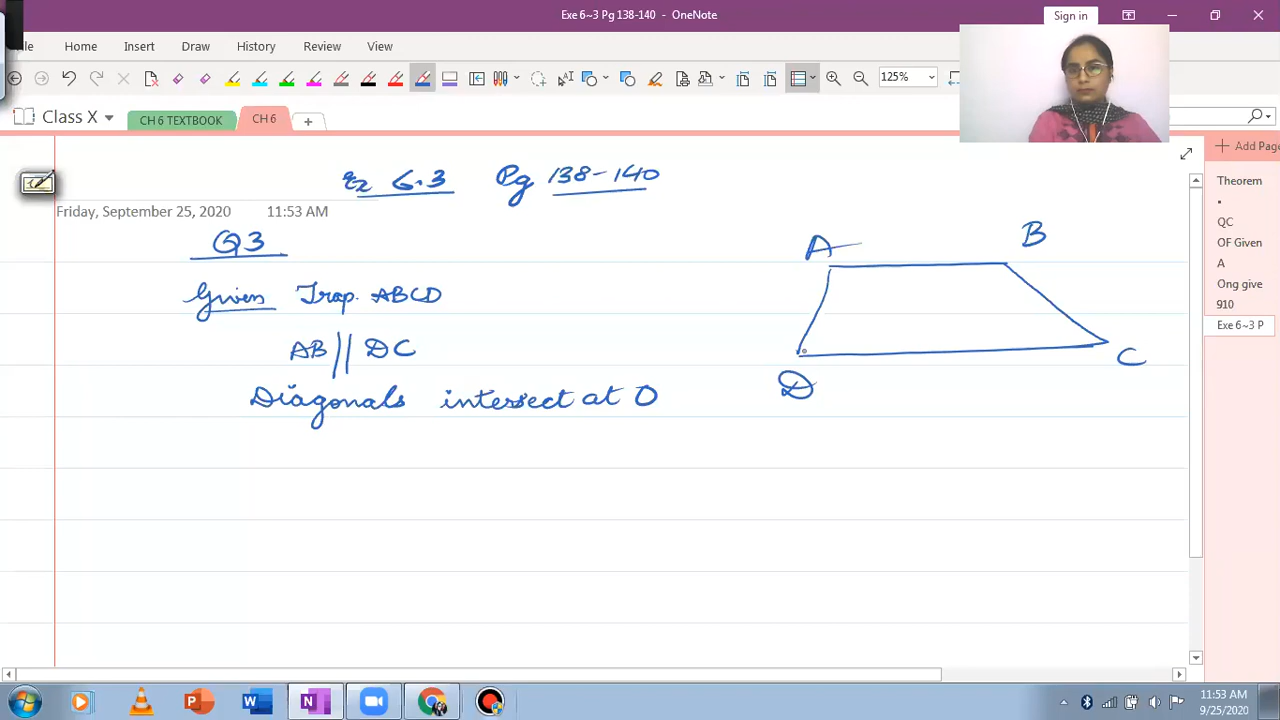 Exe 6~3 Pg 138-140 - OneNote
Sign in
Home Insert Draw History Review View
125%
Class X
CH 6 TEXTBOOK
CH 6
Add Page
Ex 6.3 Pg 138-140
Friday, September 25, 2020 11:53 AM
Q3
Given Trap. ABCD
AB || DC
Diagonals intersect at O
A
B
C
D
Theorem
QC
OF Given
A
Ong give
910
Exe 6~3 P
11:53 AM
9/25/2020